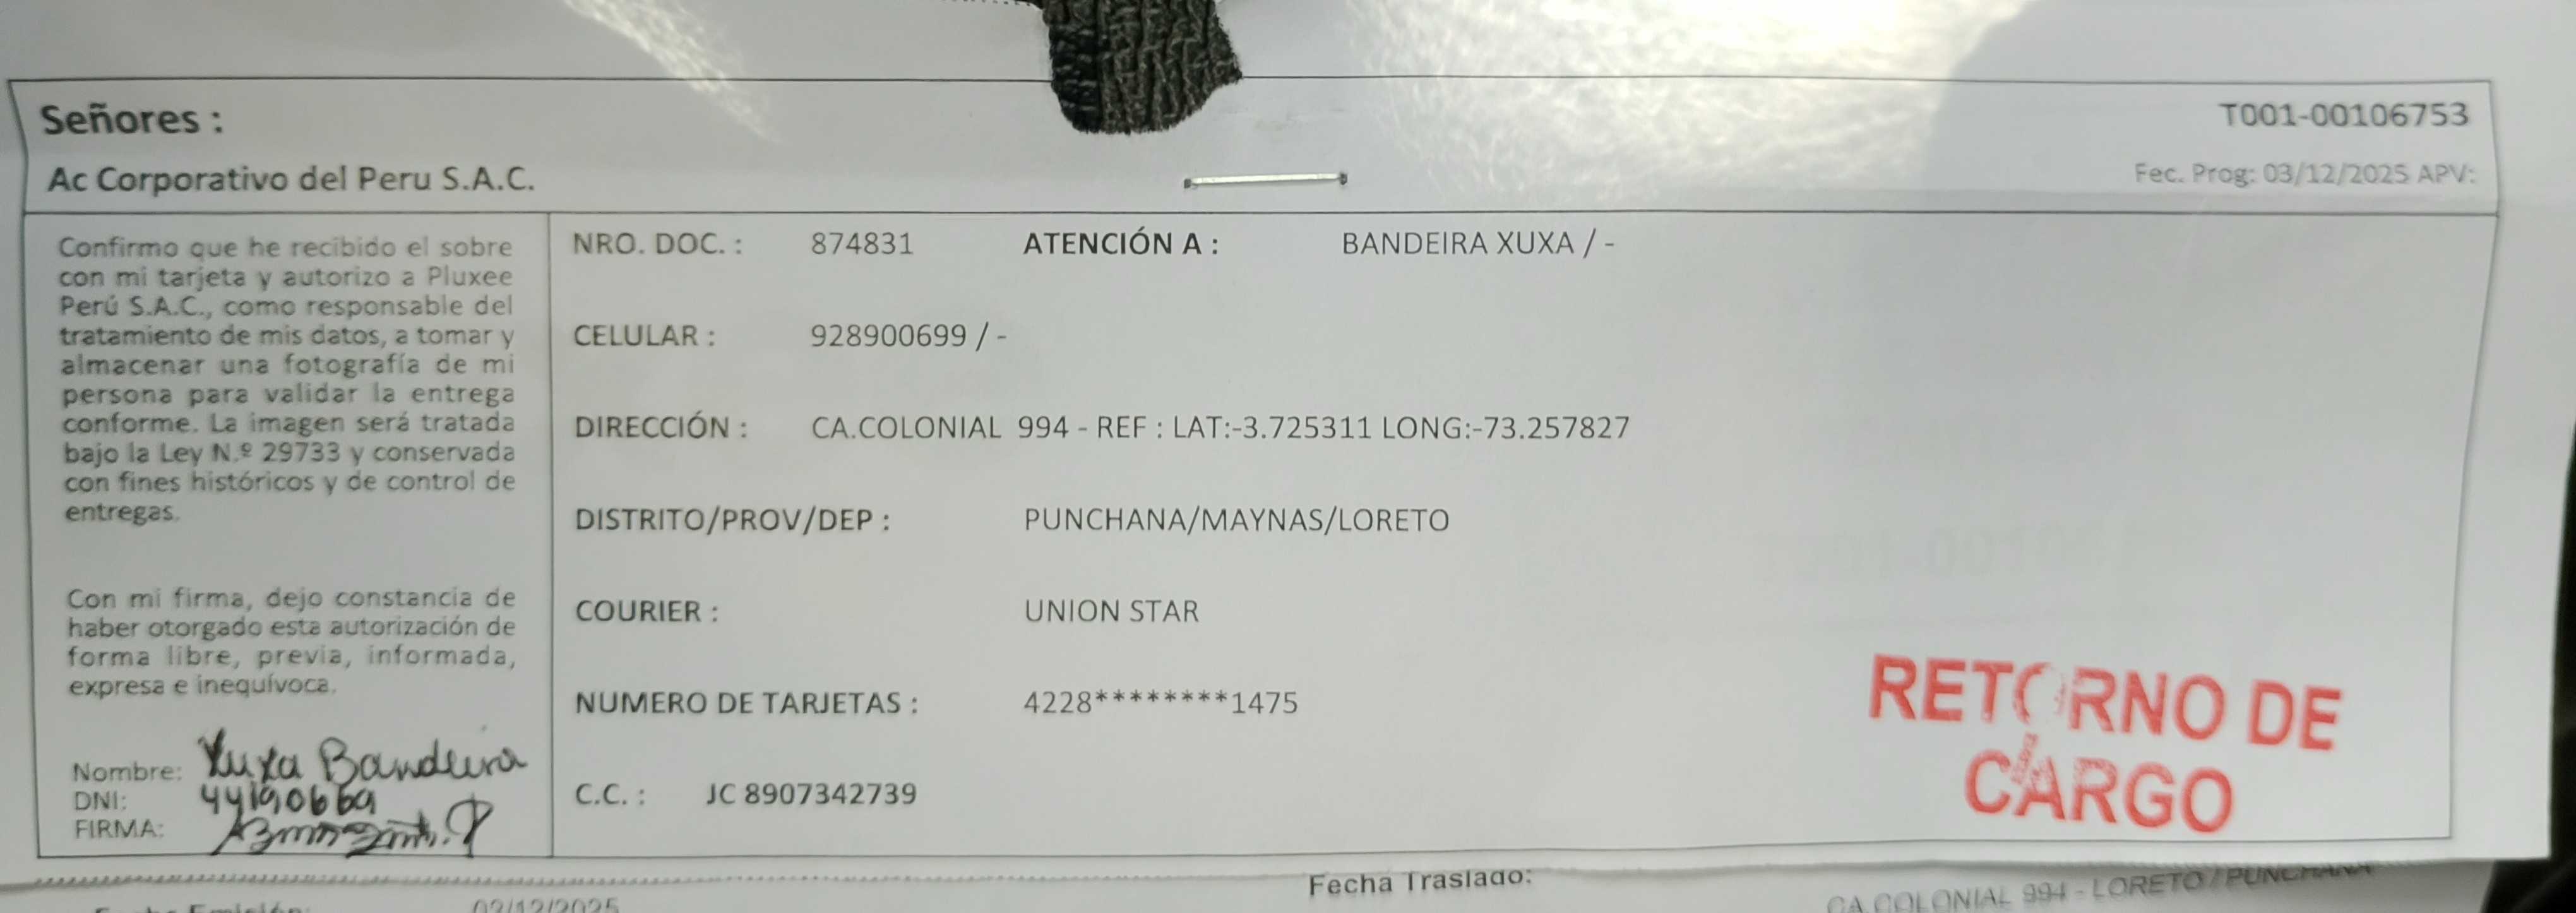 Señores :
T001-00106753
Ac Corporativo del Peru S.A.C.
Fec. Prog: 03/12/2025 APV:
Confirmo que he recibido el sobre
con mi tarjeta y autorizo a Pluxee
Perú S.A.C., como responsable del
tratamiento de mis datos, a tomar y
almacenar una fotografía de mi
persona para validar la entrega
conforme. La imagen será tratada
bajo la Ley N.º 29733 y conservada
con fines históricos y de control de
entregas.
Con mi firma, dejo constancia de
haber otorgado esta autorización de
forma libre, previa, informada,
expresa e inequívoca.
Nombre: Xuxa Bandeira
DNI: 44190669
FIRMA:
NRO. DOC. : 874831 ATENCIÓN A : BANDEIRA XUXA / -
CELULAR : 928900699 / -
DIRECCIÓN : CA.COLONIAL 994 - REF : LAT:-3.725311 LONG:-73.257827
DISTRITO/PROV/DEP : PUNCHANA/MAYNAS/LORETO
COURIER : UNION STAR
NUMERO DE TARJETAS : 4228********1475
C.C. : JC 8907342739
RETORNO DE
CARGO
Fecha Traslado:
CA.COLONIAL 994 - LORETO / PUNCHANA
Fecha Emisión: 02/12/2025